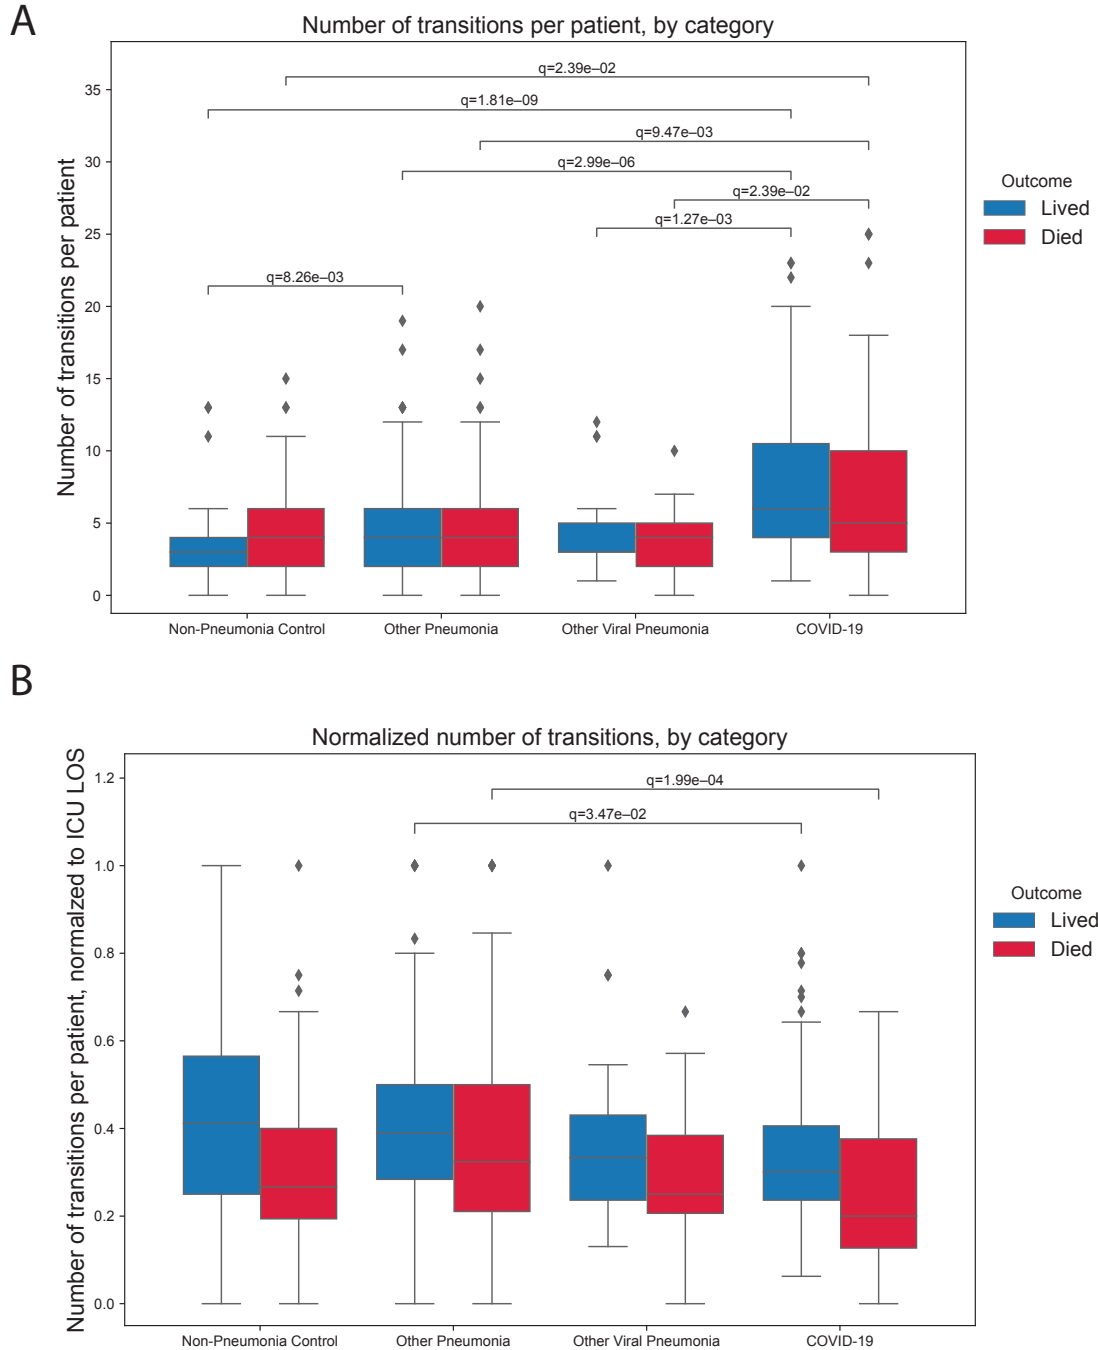 A
Number of transitions per patient, by category
q=2.39e–02
q=1.81e–09
q=9.47e–03
q=2.99e–06
q=2.39e–02
q=1.27e–03
q=8.26e–03
Number of transitions per patient
35
30
25
20
15
10
5
0
Non-Pneumonia Control
Other Pneumonia
Other Viral Pneumonia
COVID-19
Outcome
Lived
Died
B
Normalized number of transitions, by category
q=1.99e–04
q=3.47e–02
Number of transitions per patient, normalzed to ICU LOS
1.2
1.0
0.8
0.6
0.4
0.2
0.0
Non-Pneumonia Control
Other Pneumonia
Other Viral Pneumonia
COVID-19
Outcome
Lived
Died